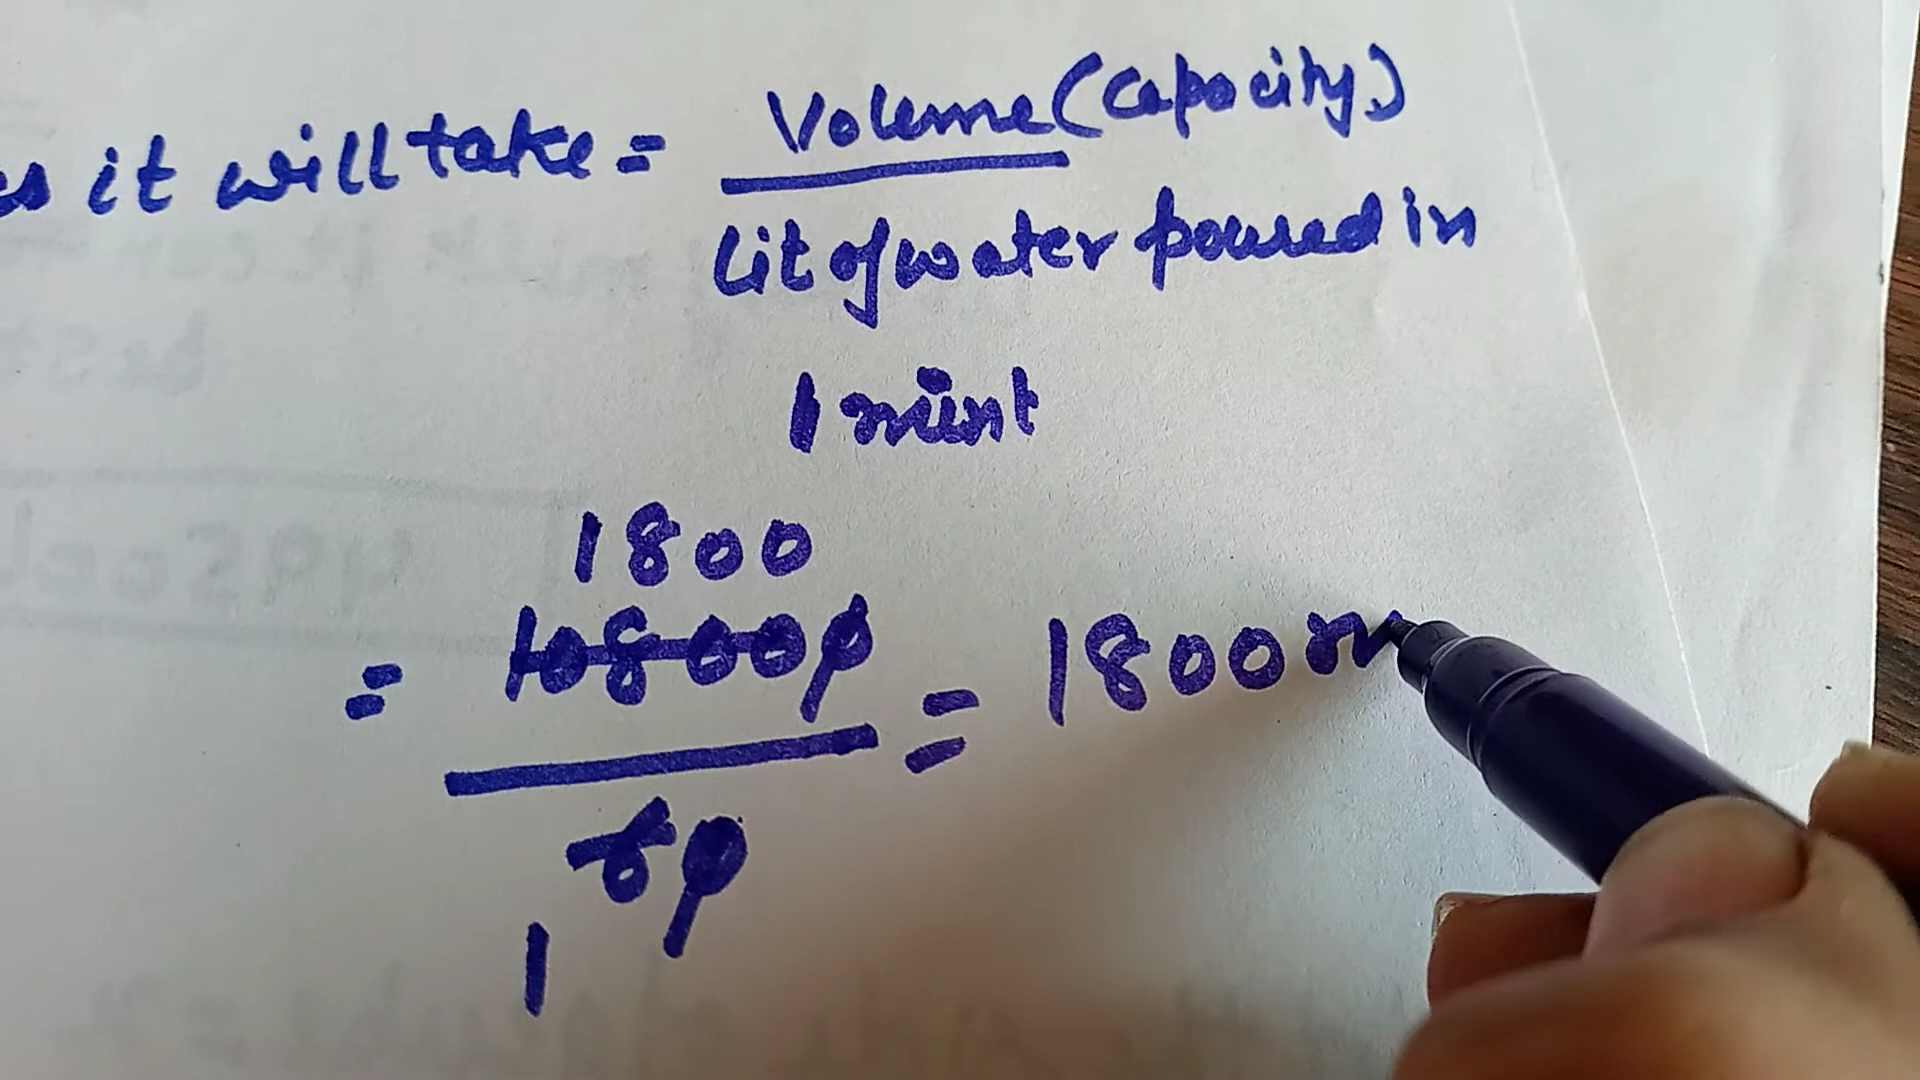 it will take = Volume (Capacity)
Lit of water poured in
1 mint
1800
= 108000 = 1800 m
60
1